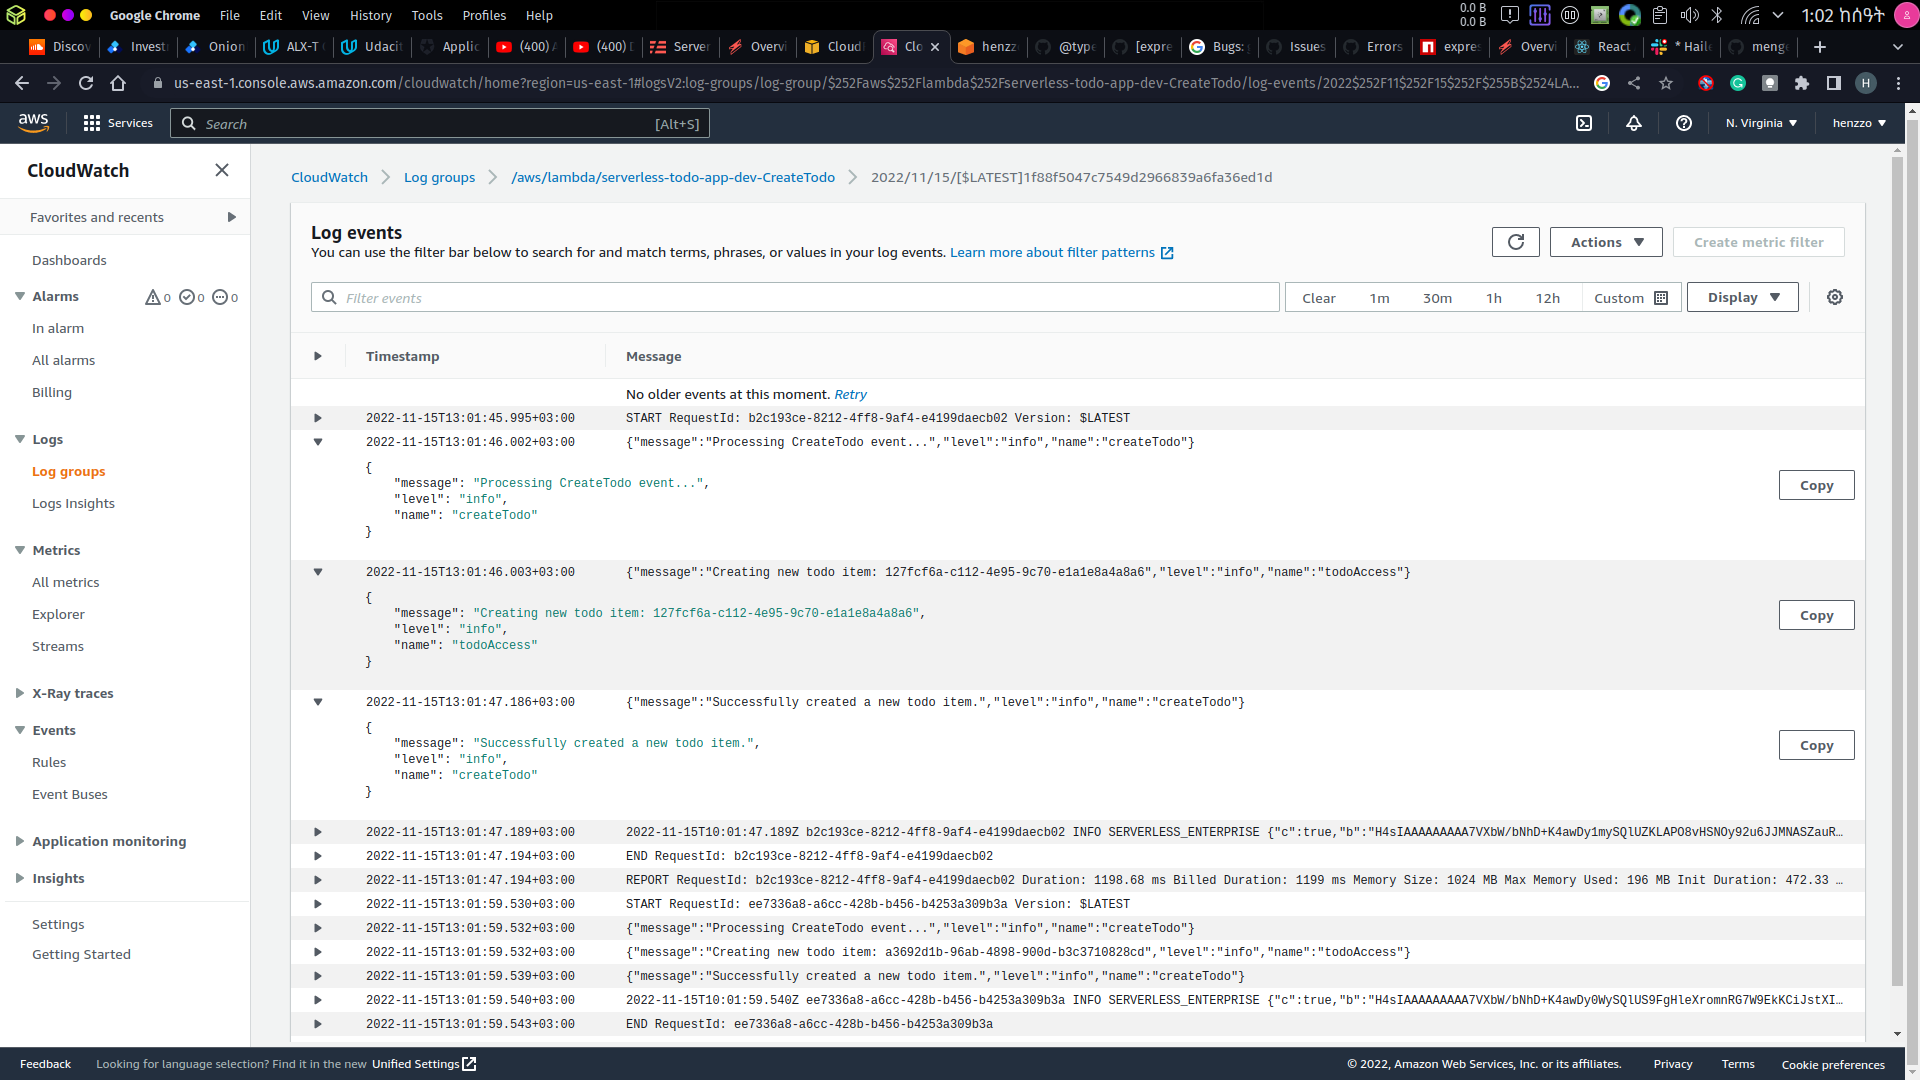 Google Chrome File Edit View History Tools Profiles Help 0.0 B 0.0 B 1:02 ከሰዓት
Discov Invest Onion ALX-T Udacit Applic (400) (400) Server Overvi CloudF Clo henzz @type [expre Bugs: Issues Errors expres Overvi React * Haile menge
us-east-1.console.aws.amazon.com/cloudwatch/home?region=us-east-1#logsV2:log-groups/log-group/$252Faws$252Flambda$252Fserverless-todo-app-dev-CreateTodo/log-events/2022$252F11$252F15$252F$255B$2524LA... H
aws Services Search [Alt+S] N. Virginia henzzo
CloudWatch
Favorites and recents
Dashboards
Alarms 0 0 0
In alarm
All alarms
Billing
Logs
Log groups
Logs Insights
Metrics
All metrics
Explorer
Streams
X-Ray traces
Events
Rules
Event Buses
Application monitoring
Insights
Settings
Getting Started
CloudWatch Log groups /aws/lambda/serverless-todo-app-dev-CreateTodo 2022/11/15/[$LATEST]1f88f5047c7549d2966839a6fa36ed1d
Log events
You can use the filter bar below to search for and match terms, phrases, or values in your log events. Learn more about filter patterns
Actions Create metric filter
Filter events Clear 1m 30m 1h 12h Custom Display
Timestamp Message
No older events at this moment. Retry
2022-11-15T13:01:45.995+03:00 START RequestId: b2c193ce-8212-4ff8-9af4-e4199daecb02 Version: $LATEST
2022-11-15T13:01:46.002+03:00 {"message":"Processing CreateTodo event...","level":"info","name":"createTodo"}
{
"message": "Processing CreateTodo event...",
"level": "info",
"name": "createTodo"
}
Copy
2022-11-15T13:01:46.003+03:00 {"message":"Creating new todo item: 127fcf6a-c112-4e95-9c70-e1a1e8a4a8a6","level":"info","name":"todoAccess"}
{
"message": "Creating new todo item: 127fcf6a-c112-4e95-9c70-e1a1e8a4a8a6",
"level": "info",
"name": "todoAccess"
}
Copy
2022-11-15T13:01:47.186+03:00 {"message":"Successfully created a new todo item.","level":"info","name":"createTodo"}
{
"message": "Successfully created a new todo item.",
"level": "info",
"name": "createTodo"
}
Copy
2022-11-15T13:01:47.189+03:00 2022-11-15T10:01:47.189Z b2c193ce-8212-4ff8-9af4-e4199daecb02 INFO SERVERLESS_ENTERPRISE {"c":true,"b":"H4sIAAAAAAAAA7VXbW/bNhD+K4awDy1mySQlUZKLAPO8vHSNOy92u6JJMNASZauR…
2022-11-15T13:01:47.194+03:00 END RequestId: b2c193ce-8212-4ff8-9af4-e4199daecb02
2022-11-15T13:01:47.194+03:00 REPORT RequestId: b2c193ce-8212-4ff8-9af4-e4199daecb02 Duration: 1198.68 ms Billed Duration: 1199 ms Memory Size: 1024 MB Max Memory Used: 196 MB Init Duration: 472.33 …
2022-11-15T13:01:59.530+03:00 START RequestId: ee7336a8-a6cc-428b-b456-b4253a309b3a Version: $LATEST
2022-11-15T13:01:59.532+03:00 {"message":"Processing CreateTodo event...","level":"info","name":"createTodo"}
2022-11-15T13:01:59.532+03:00 {"message":"Creating new todo item: a3692d1b-96ab-4898-900d-b3c3710828cd","level":"info","name":"todoAccess"}
2022-11-15T13:01:59.539+03:00 {"message":"Successfully created a new todo item.","level":"info","name":"createTodo"}
2022-11-15T13:01:59.540+03:00 2022-11-15T10:01:59.540Z ee7336a8-a6cc-428b-b456-b4253a309b3a INFO SERVERLESS_ENTERPRISE {"c":true,"b":"H4sIAAAAAAAAA7VXbW/bNhD+K4awDy0WySQlUS9FgHleXromnRG7W9EkKCiJstXI…
2022-11-15T13:01:59.543+03:00 END RequestId: ee7336a8-a6cc-428b-b456-b4253a309b3a
Feedback Looking for language selection? Find it in the new Unified Settings © 2022, Amazon Web Services, Inc. or its affiliates. Privacy Terms Cookie preferences